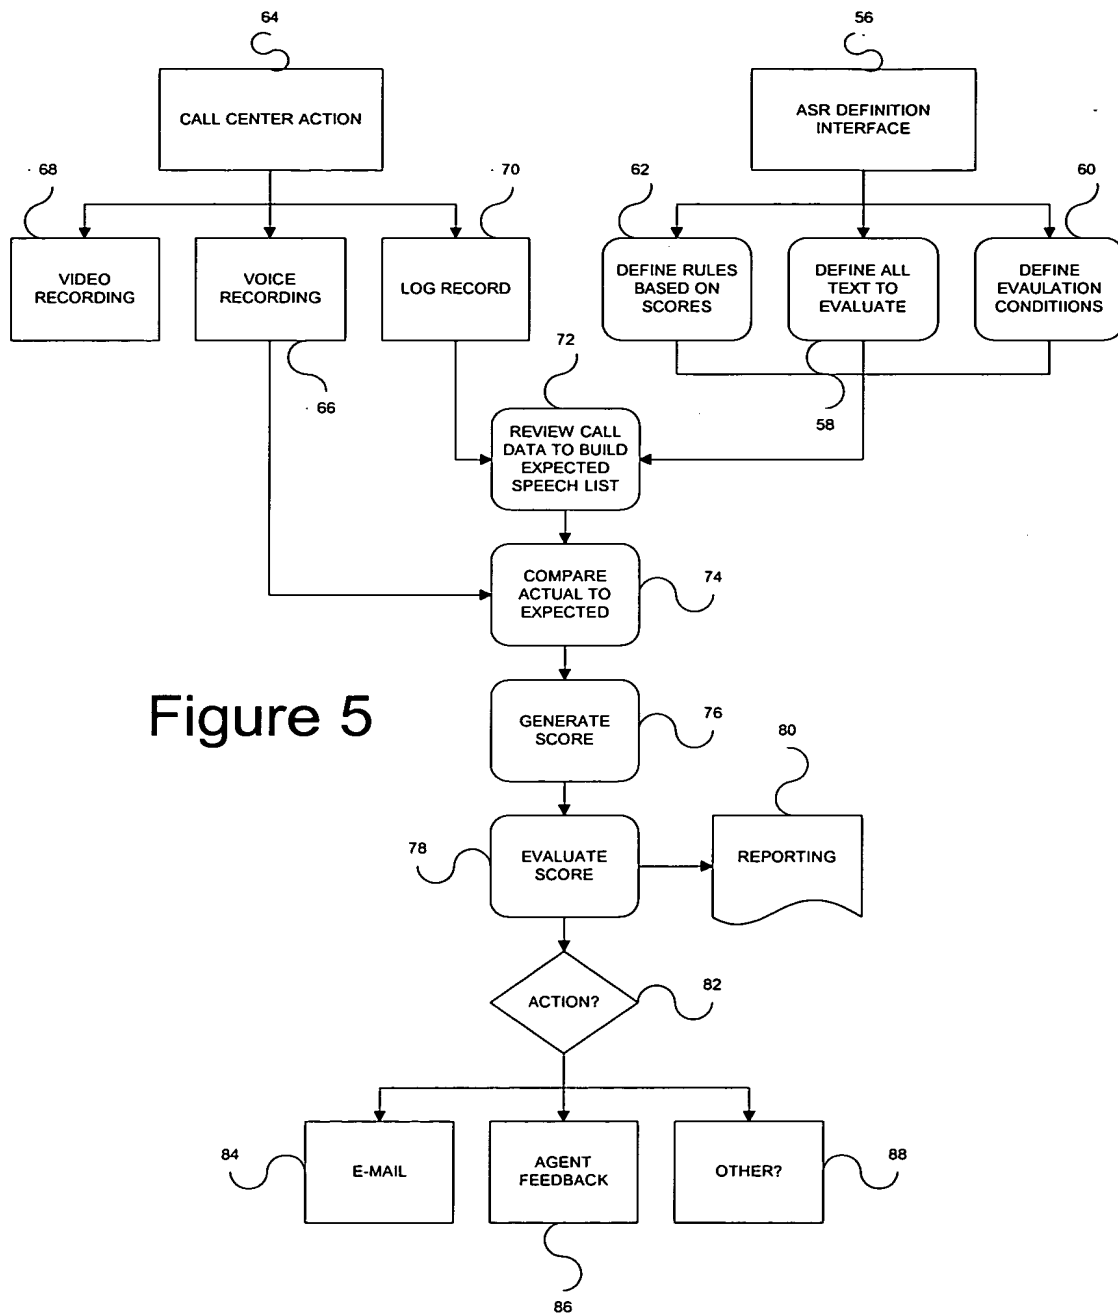 64
56
CALL CENTER ACTION
ASR DEFINITION
INTERFACE
68
70
62
60
VIDEO
RECORDING
VOICE
RECORDING
LOG RECORD
DEFINE RULES
BASED ON
SCORES
DEFINE ALL
TEXT TO
EVALUATE
DEFINE
EVAULATION
CONDITIIONS
72
66
58
REVIEW CALL
DATA TO BUILD
EXPECTED
SPEECH LIST
COMPARE
ACTUAL TO
EXPECTED
74
Figure 5
GENERATE
SCORE
76
80
78
EVALUATE
SCORE
REPORTING
ACTION?
82
84
E-MAIL
AGENT
FEEDBACK
OTHER?
88
86